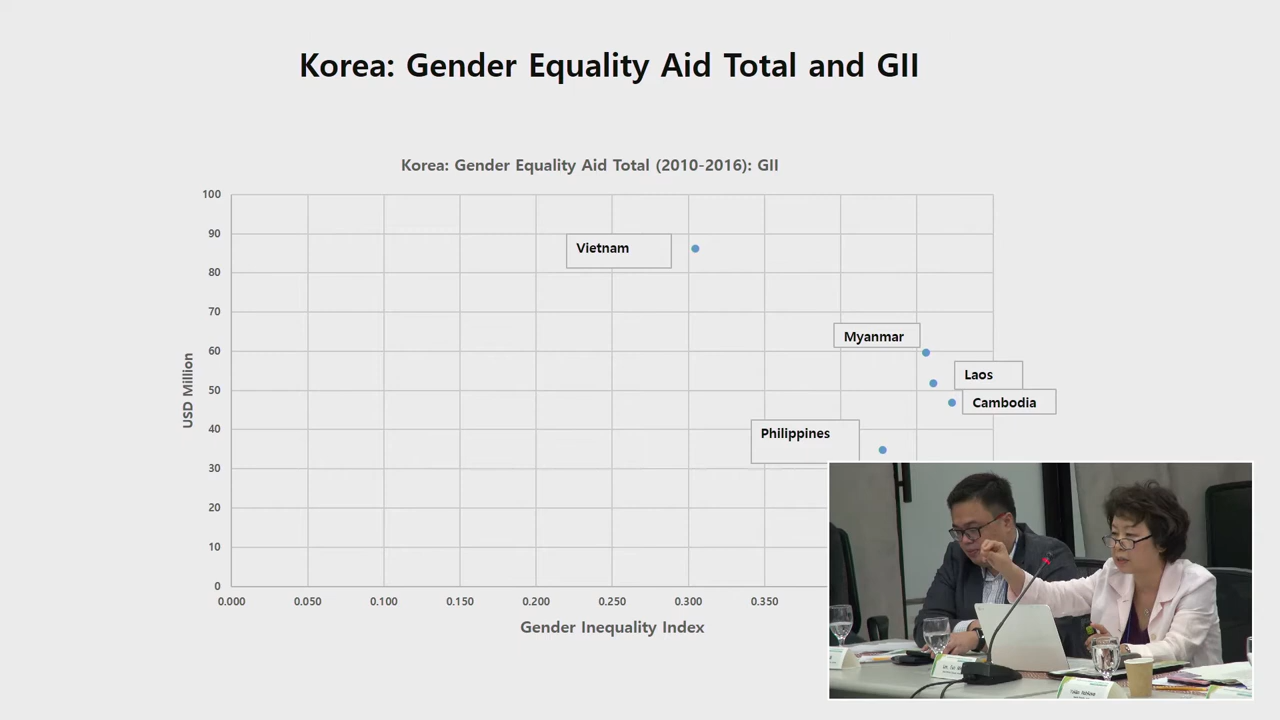 Korea: Gender Equality Aid Total and GII
Korea: Gender Equality Aid Total (2010-2016): GII
100
90
80
70
60
50
40
30
20
10
0
USD Million
Vietnam
Myanmar
Laos
Cambodia
Philippines
0.000 0.050 0.100 0.150 0.200 0.250 0.300 0.350
Gender Inequality Index